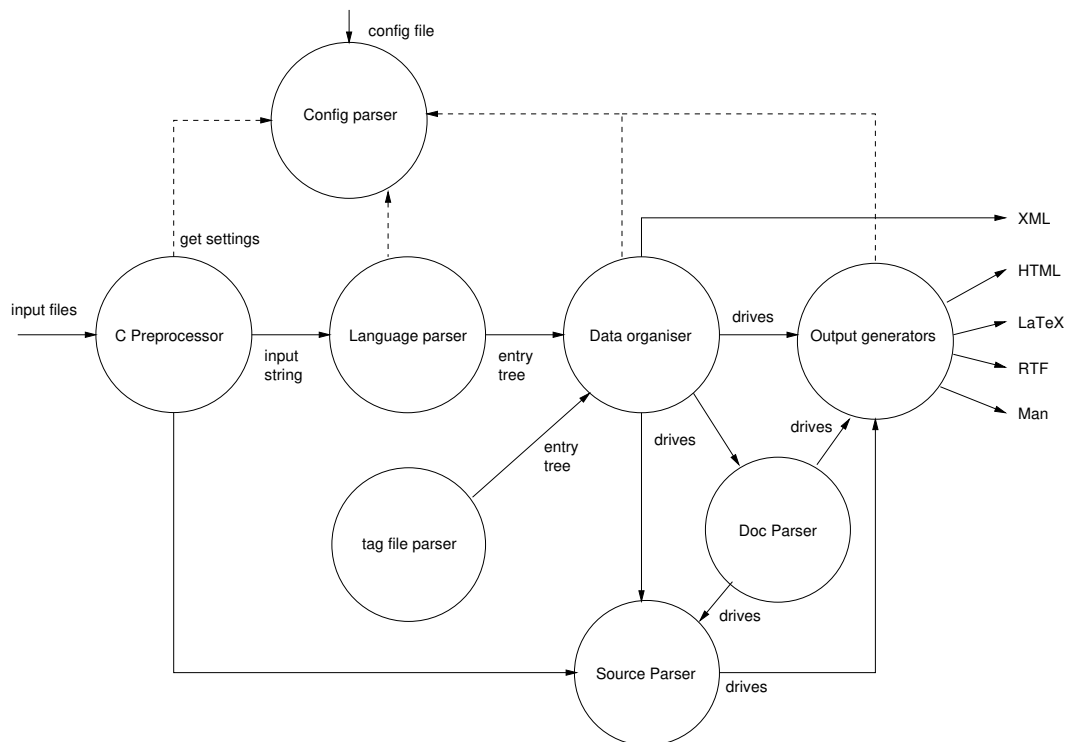 config file
Config parser
get settings
XML
HTML
input files
C Preprocessor
Language parser
Data organiser
drives
Output generators
LaTeX
input
string
entry
tree
RTF
Man
drives
drives
entry
tree
tag file parser
Doc Parser
drives
Source Parser
drives